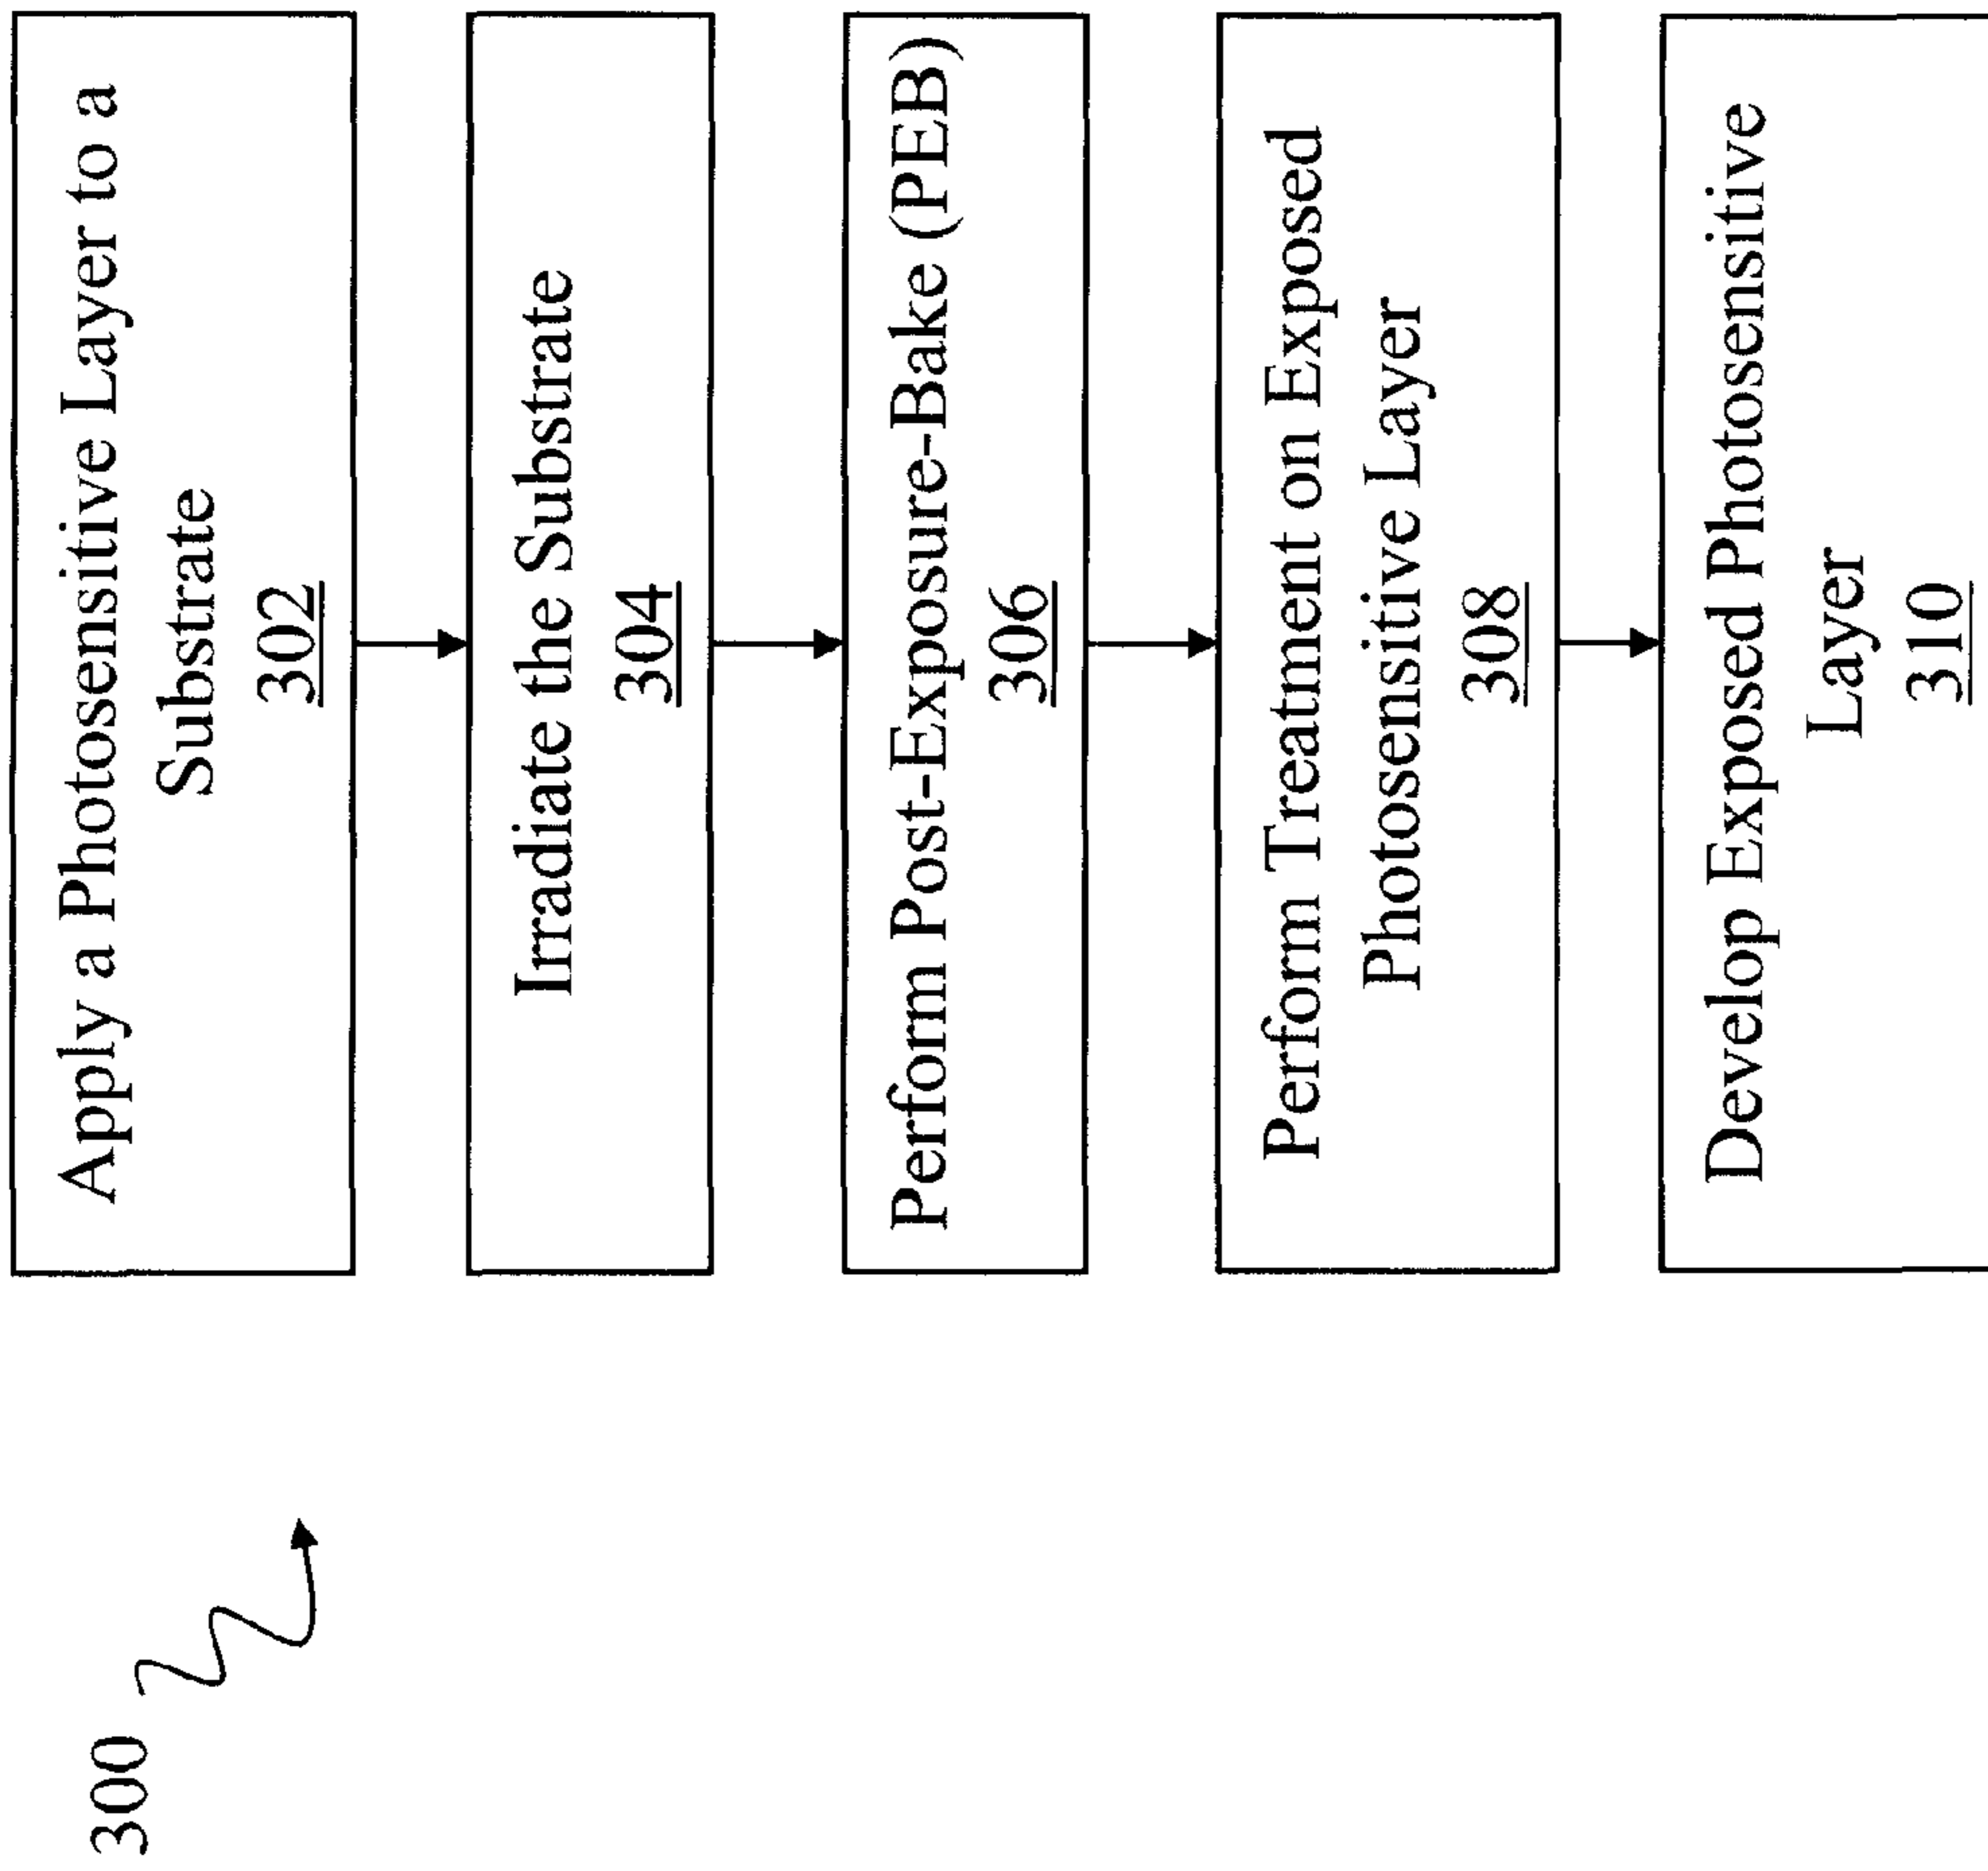 300
Apply a Photosensitive Layer to a
Substrate
302
Irradiate the Substrate
304
Perform Post-Exposure-Bake (PEB)
306
Perform Treatment on Exposed
Photosensitive Layer
308
Develop Exposed Photosensitive
Layer
310